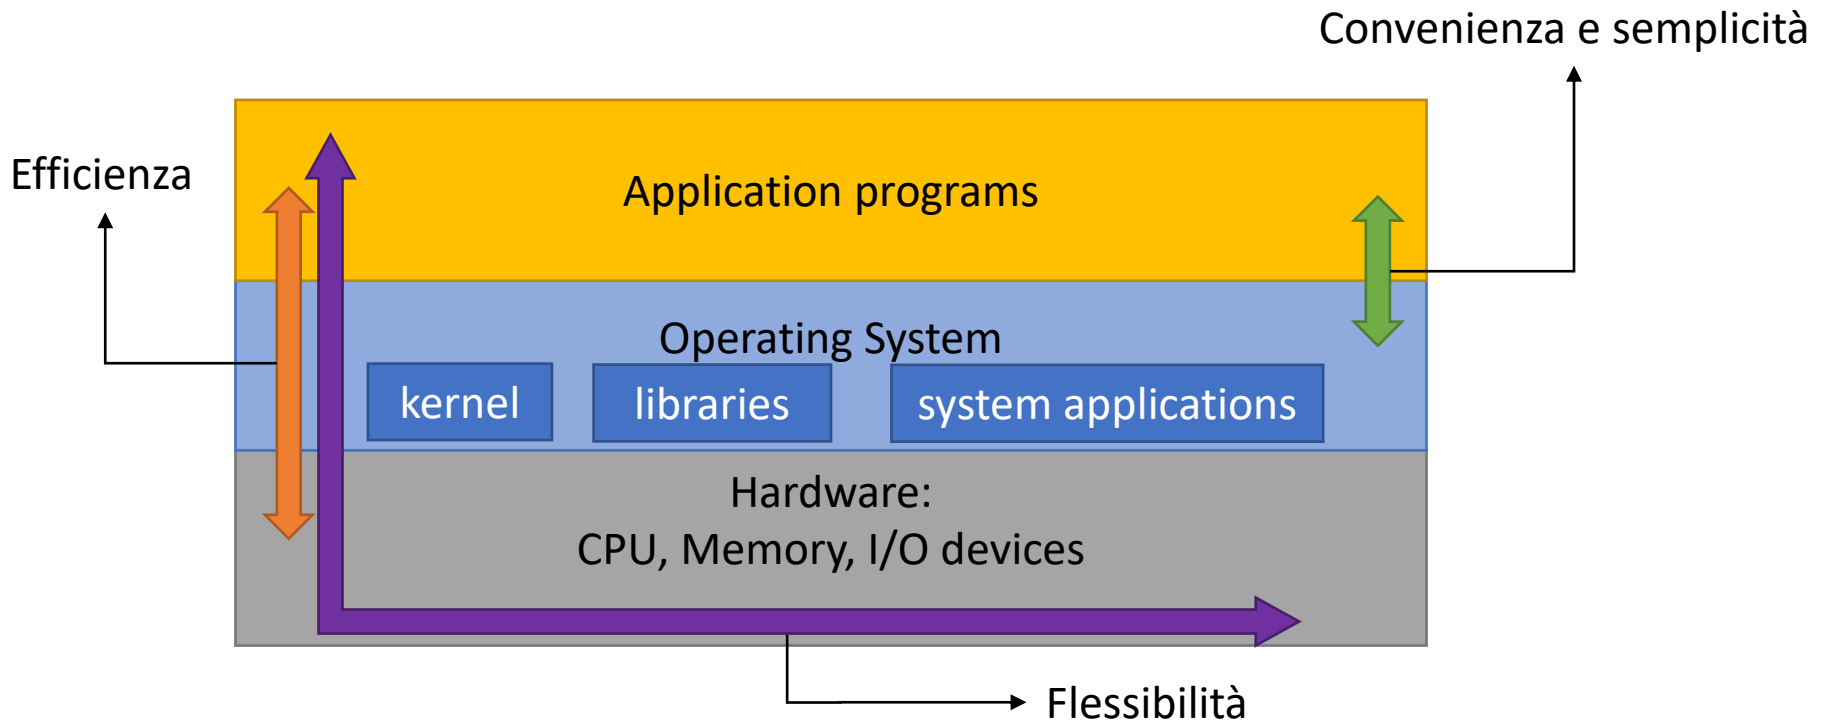 Convenienza e semplicità
Efficienza
Application programs
Operating System
kernel
libraries
system applications
Hardware:
CPU, Memory, I/O devices
Flessibilità